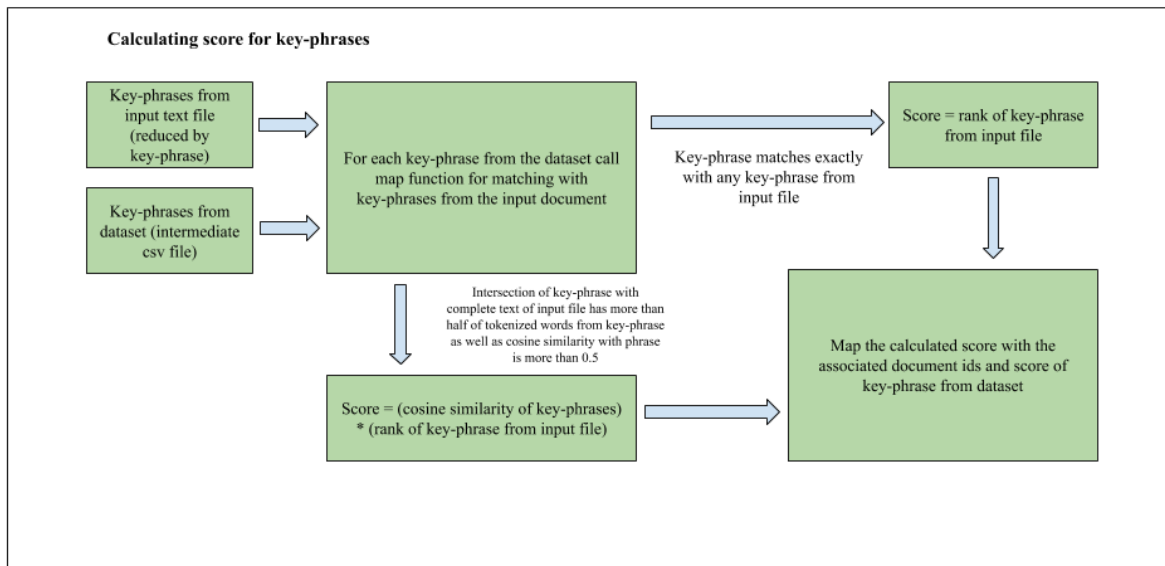 Calculating score for key-phrases
Key-phrases from
input text file
(reduced by
key-phrase)
Key-phrases from
dataset (intermediate
csv file)
For each key-phrase from the dataset call
map function for matching with
key-phrases from the input document
Key-phrase matches exactly
with any key-phrase from
input file
Score = rank of key-phrase
from input file
Intersection of key-phrase with
complete text of input file has more than
half of tokenized words from key-phrase
as well as cosine similarity with phrase
is more than 0.5
Score = (cosine similarity of key-phrases)
* (rank of key-phrase from input file)
Map the calculated score with the
associated document ids and score of
key-phrase from dataset